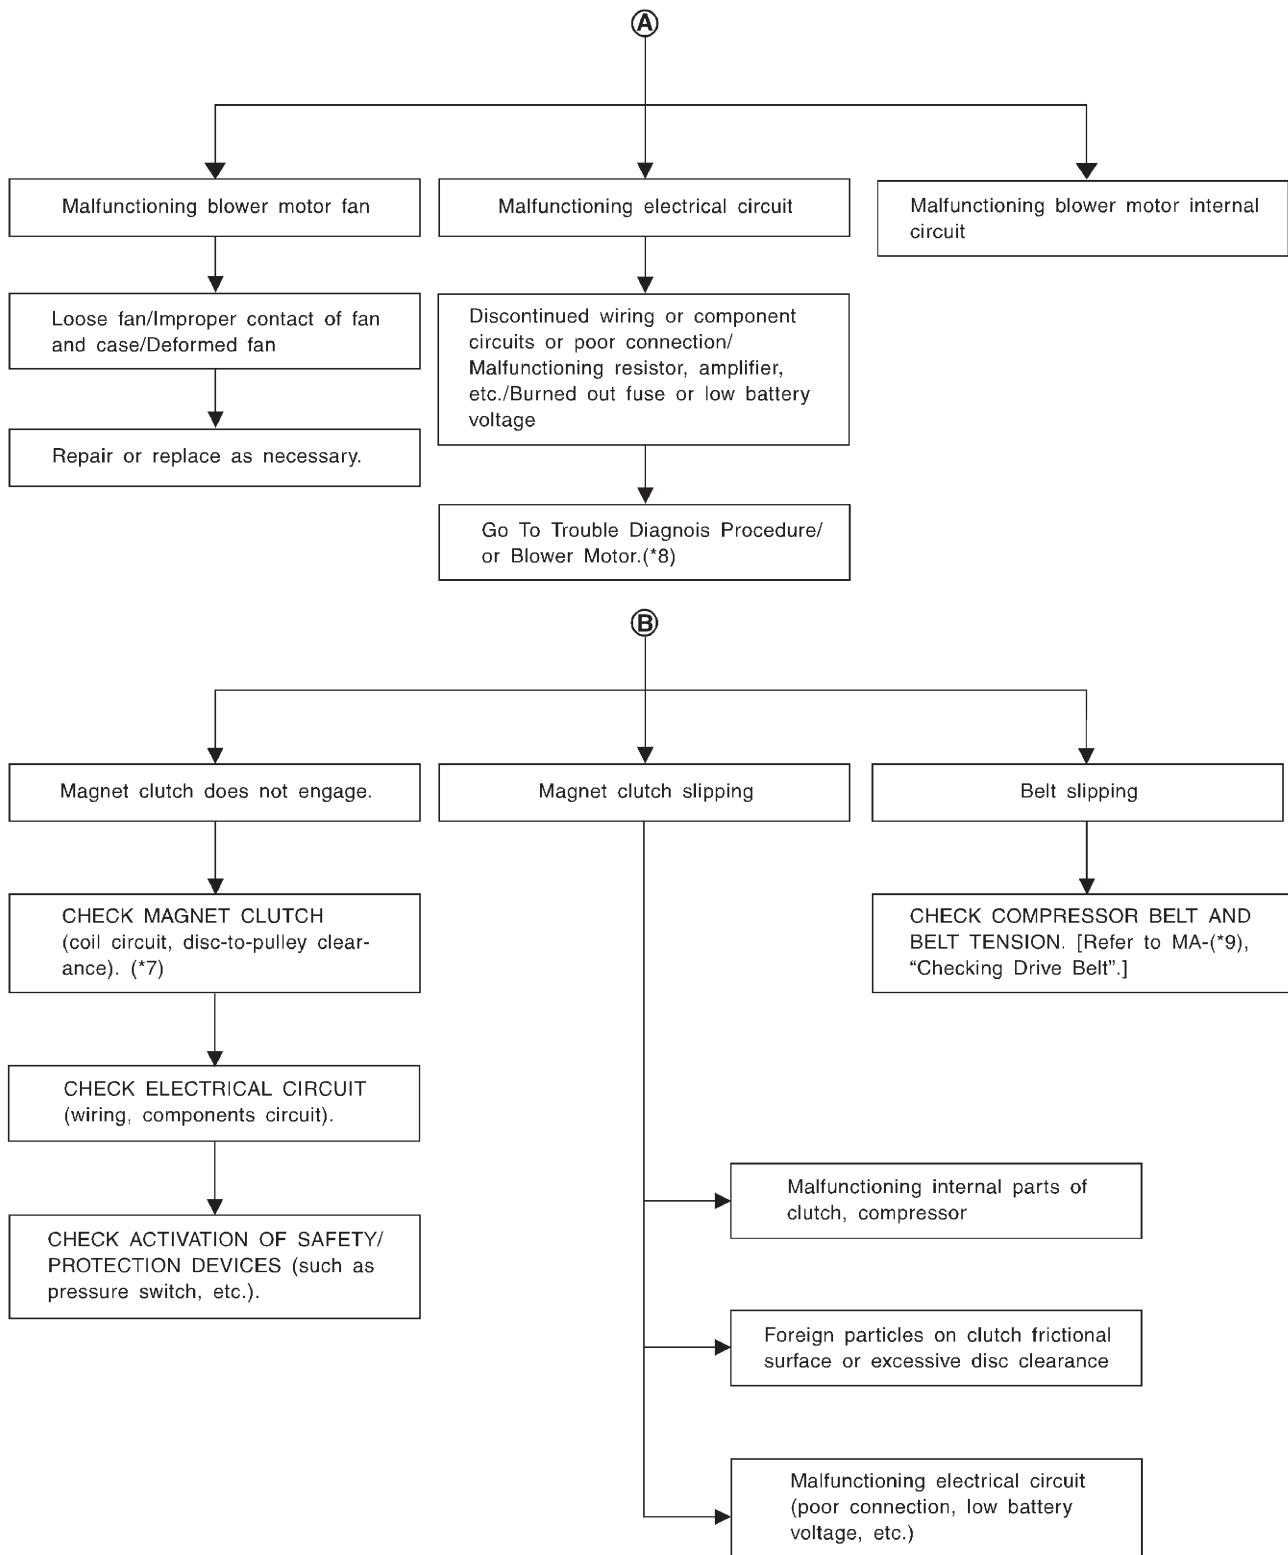 A
Malfunctioning blower motor fan
Malfunctioning electrical circuit
Malfunctioning blower motor internal
circuit
Loose fan/Improper contact of fan
and case/Deformed fan
Discontinued wiring or component
circuits or poor connection/
Malfunctioning resistor, amplifier,
etc./Burned out fuse or low battery
voltage
Repair or replace as necessary.
Go To Trouble Diagnois Procedure/
or Blower Motor.(*8)
B
Magnet clutch does not engage.
Magnet clutch slipping
Belt slipping
CHECK MAGNET CLUTCH
(coil circuit, disc-to-pulley clear-
ance). (*7)
CHECK COMPRESSOR BELT AND
BELT TENSION. [Refer to MA-(*9),
“Checking Drive Belt”.]
CHECK ELECTRICAL CIRCUIT
(wiring, components circuit).
CHECK ACTIVATION OF SAFETY/
PROTECTION DEVICES (such as
pressure switch, etc.).
Malfunctioning internal parts of
clutch, compressor
Foreign particles on clutch frictional
surface or excessive disc clearance
Malfunctioning electrical circuit
(poor connection, low battery
voltage, etc.)